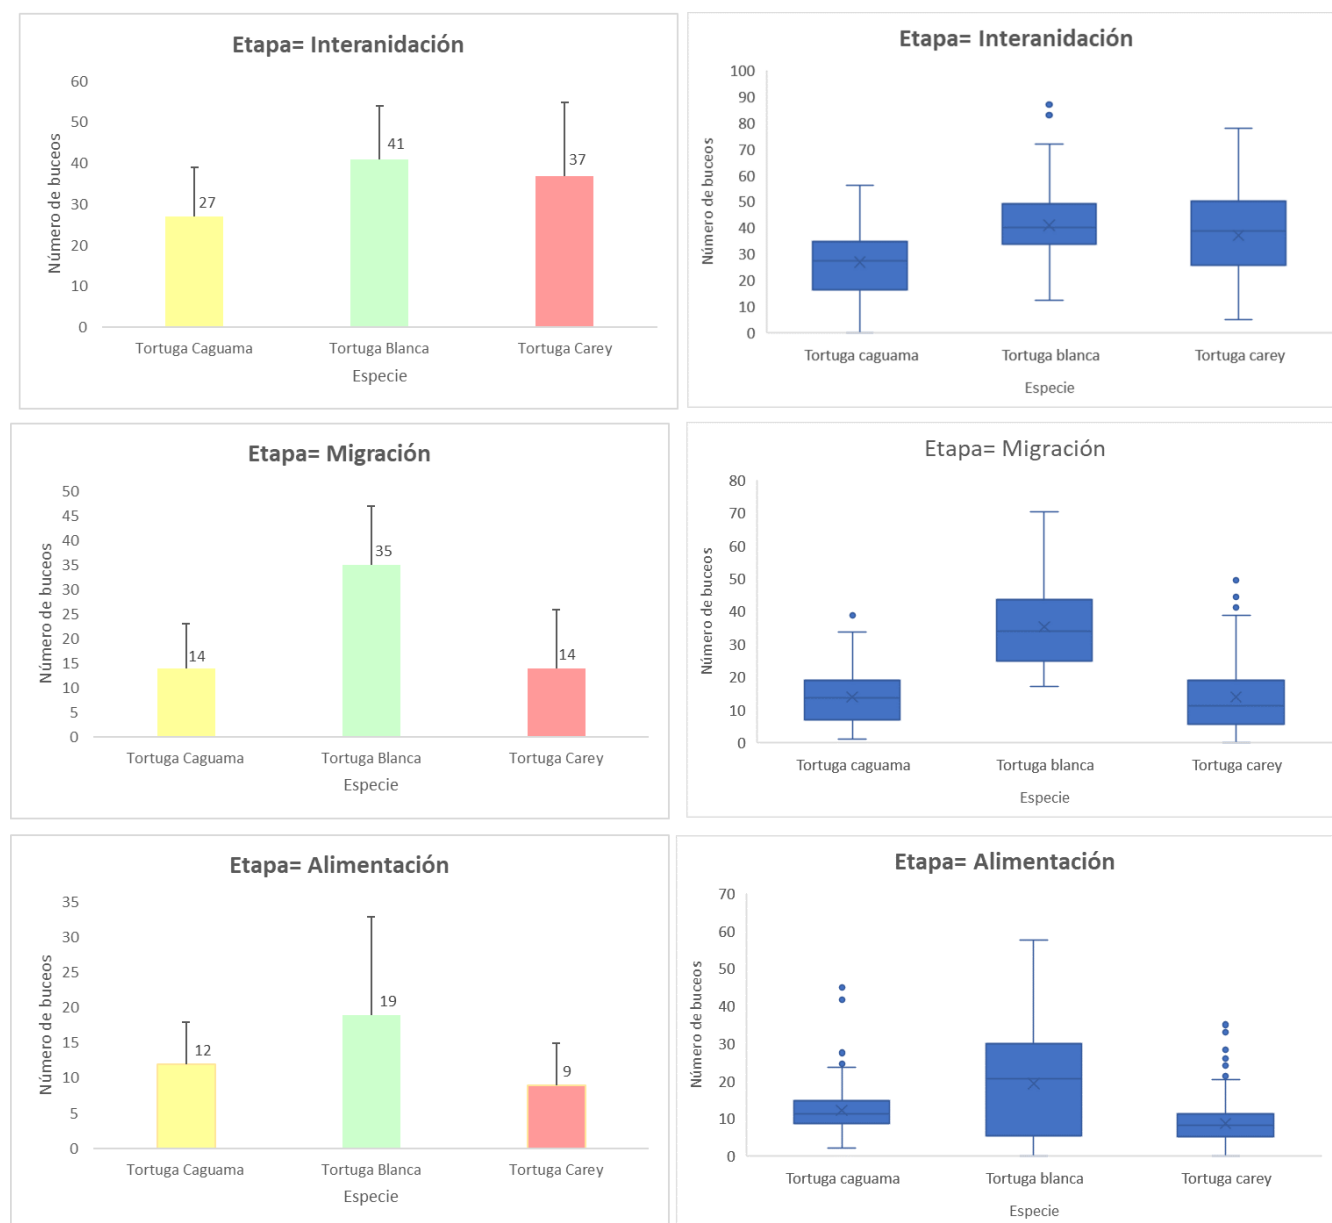 Etapa= Interanidación
Número de buceos
60
50
40
30
20
10
0
27
41
37
Tortuga Caguama
Tortuga Blanca
Tortuga Carey
Especie
Etapa= Interanidación
Número de buceos
100
90
80
70
60
50
40
30
20
10
0
Tortuga caguama
Tortuga blanca
Tortuga carey
Especie
Etapa= Migración
Número de buceos
50
45
40
35
30
25
20
15
10
5
0
14
35
14
Tortuga Caguama
Tortuga Blanca
Tortuga Carey
Especie
Etapa= Migración
Número de buceos
80
70
60
50
40
30
20
10
0
Tortuga caguama
Tortuga blanca
Tortuga carey
Especie
Etapa= Alimentación
Número de buceos
35
30
25
20
15
10
5
0
12
19
9
Tortuga Caguama
Tortuga Blanca
Tortuga Carey
Especie
Etapa= Alimentación
Número de buceos
70
60
50
40
30
20
10
0
Tortuga caguama
Tortuga blanca
Tortuga carey
Especie